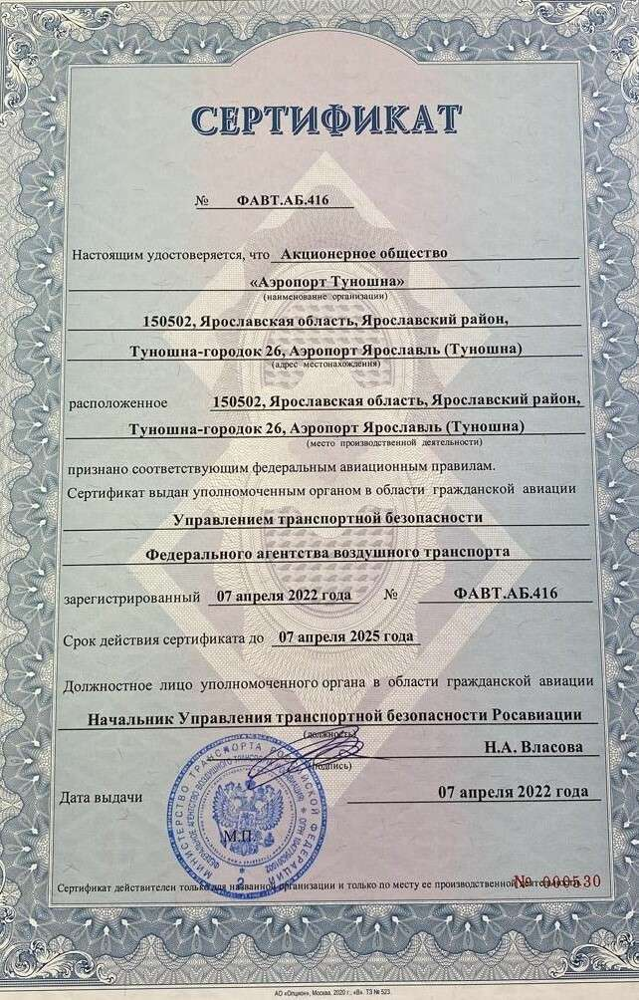 СЕРТИФИКАТ
№ ФАВТ.АБ.416
Настоящим удостоверяется, что Акционерное общество
«Аэропорт Туношна»
(наименование организации)
150502, Ярославская область, Ярославский район,
Туношна-городок 26, Аэропорт Ярославль (Туношна)
(адрес местонахождения)
расположенное 150502, Ярославская область, Ярославский район,
Туношна-городок 26, Аэропорт Ярославль (Туношна)
(место производственной деятельности)
признано соответствующим федеральным авиационным правилам.
Сертификат выдан уполномоченным органом в области гражданской авиации
Управлением транспортной безопасности
Федерального агентства воздушного транспорта
зарегистрированный 07 апреля 2022 года № ФАВТ.АБ.416
Срок действия сертификата до 07 апреля 2025 года
Должностное лицо уполномоченного органа в области гражданской авиации
Начальник Управления транспортной безопасности Росавиации
(должность)
Н.А. Власова
(подпись)
Дата выдачи 07 апреля 2022 года
М.П.
МИНИСТЕРСТВО ТРАНСПОРТА РОССИЙСКОЙ ФЕДЕРАЦИИ
2
Сертификат действителен только для названной организации и только по месту ее производственной деятельности.
№ 000530
АО «Опцион», Москва, 2020 г., «В». ТЗ № 523.